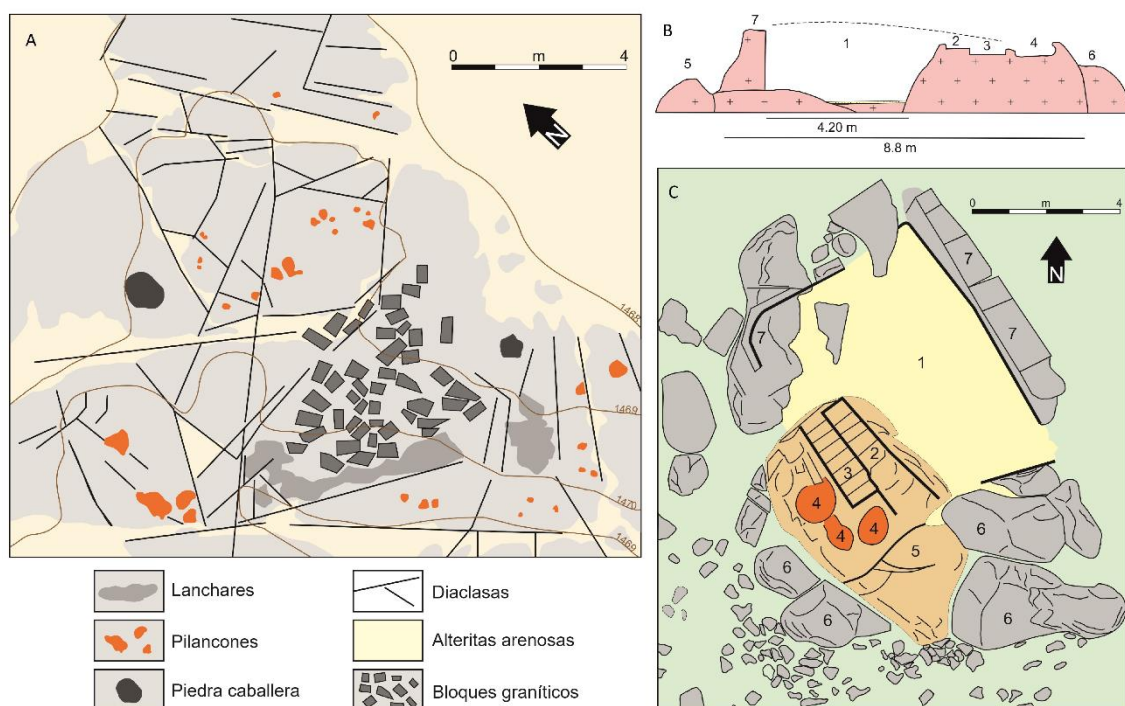 A
0 m 4
N
1468
1469
1470
1469
Lanchares
Pilancones
Piedra caballera
Diaclasas
Alteritas arenosas
Bloques graníticos
B
7
1
2
3
4
5
6
4.20 m
8.8 m
C
0 m 4
N
7
7
7
1
2
3
4
4
4
5
6
6
6
6